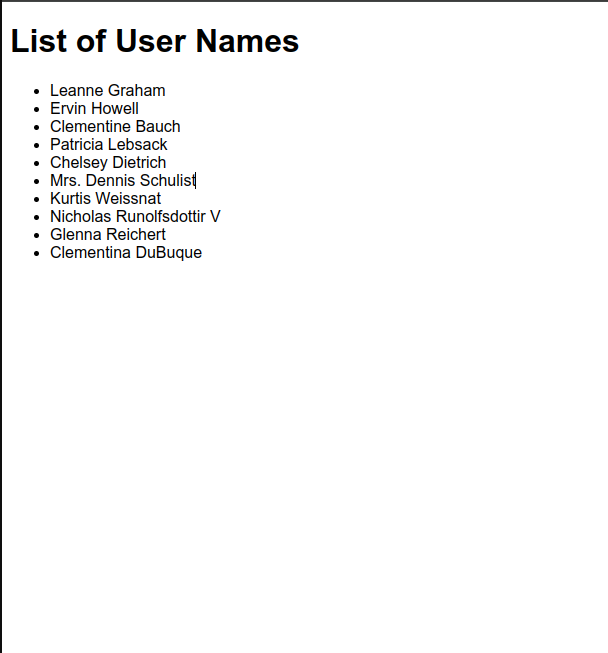 List of User Names
Leanne Graham
Ervin Howell
Clementine Bauch
Patricia Lebsack
Chelsey Dietrich
Mrs. Dennis Schulist
Kurtis Weissnat
Nicholas Runolfsdottir V
Glenna Reichert
Clementina DuBuque